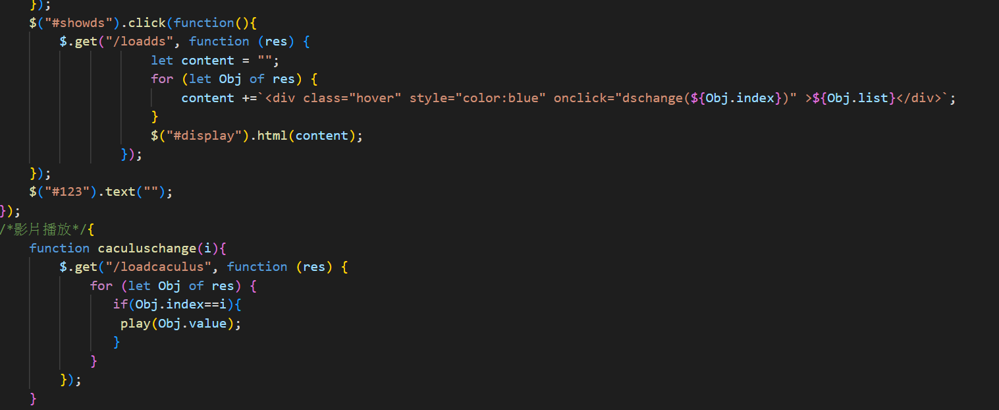 });
$("#showds").click(function(){
$.get("/loadds", function (res) {
let content = "";
for (let Obj of res) {
content +=`<div class="hover" style="color:blue" onclick="dschange(${Obj.index})" >${Obj.list}</div>`;
}
$("#display").html(content);
});
});
$("#123").text("");
});
/*影片播放*/{
function caculuschange(i){
$.get("/loadcaculus", function (res) {
for (let Obj of res) {
if(Obj.index==i){
play(Obj.value);
}
}
});
}